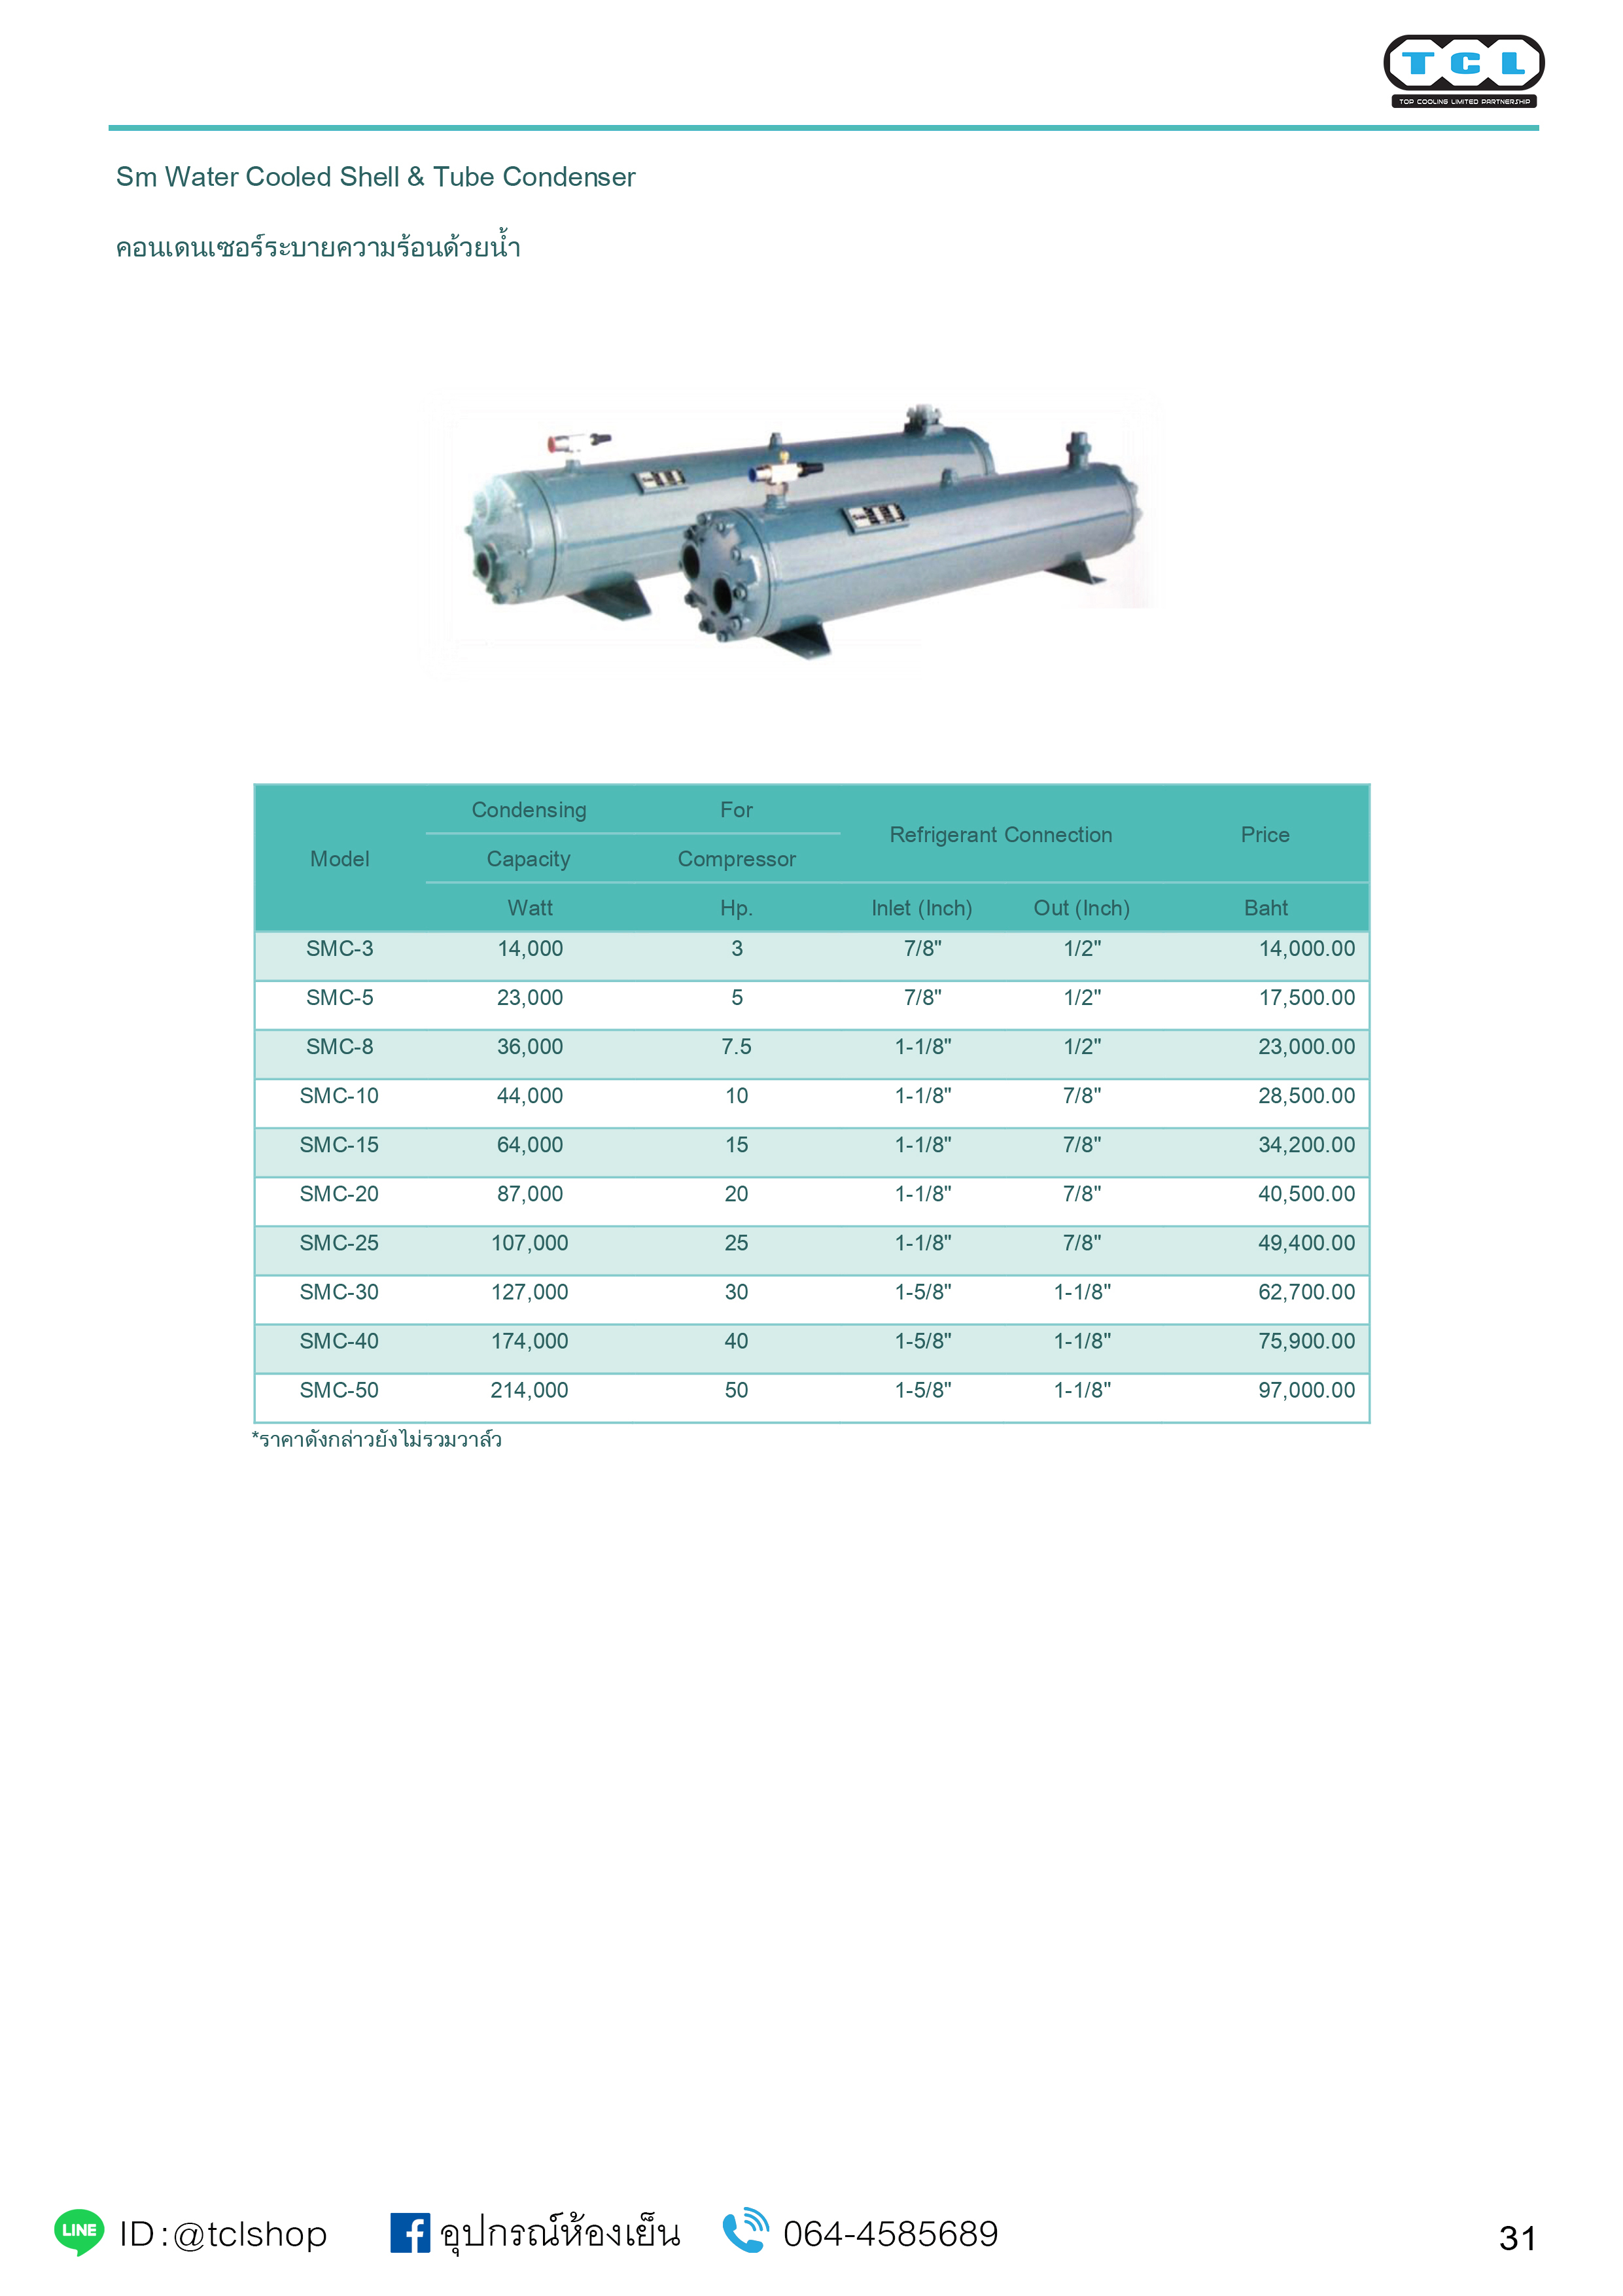 TCL
TOP COOLING LIMITED PARTNERSHIP
Sm Water Cooled Shell & Tube Condenser
คอนเดนเซอร์ระบายความร้อนด้วยน้ำ
Model Condensing Capacity For Compressor Refrigerant Connection Price
Watt Hp. Inlet (Inch) Out (Inch) Baht
SMC-3 14,000 3 7/8" 1/2" 14,000.00
SMC-5 23,000 5 7/8" 1/2" 17,500.00
SMC-8 36,000 7.5 1-1/8" 1/2" 23,000.00
SMC-10 44,000 10 1-1/8" 7/8" 28,500.00
SMC-15 64,000 15 1-1/8" 7/8" 34,200.00
SMC-20 87,000 20 1-1/8" 7/8" 40,500.00
SMC-25 107,000 25 1-1/8" 7/8" 49,400.00
SMC-30 127,000 30 1-5/8" 1-1/8" 62,700.00
SMC-40 174,000 40 1-5/8" 1-1/8" 75,900.00
SMC-50 214,000 50 1-5/8" 1-1/8" 97,000.00
*ราคาดังกล่าวยังไม่รวมวาล์ว
LINE ID : @tclshop อุปกรณ์ห้องเย็น 064-4585689 31